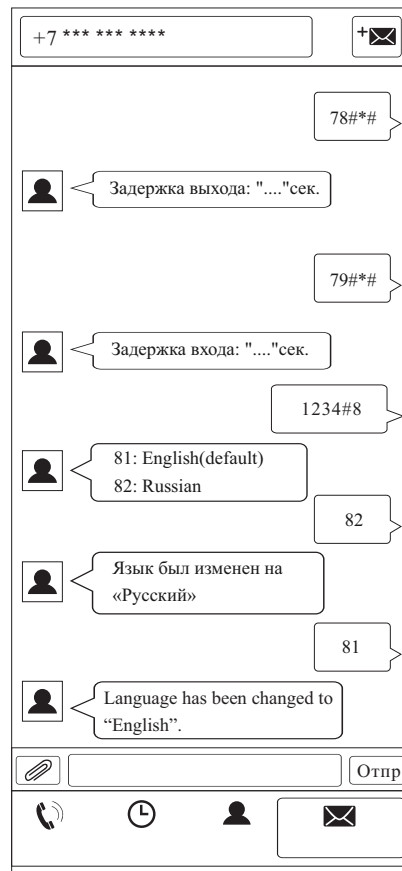 +7 *** *** ****
78#*#
Задержка выхода: "...."сек.
79#*#
Задержка входа: "...."сек.
1234#8
81: English(default)
82: Russian
82
Язык был изменен на
«Русский»
81
Language has been changed to
“English”.
Отпр